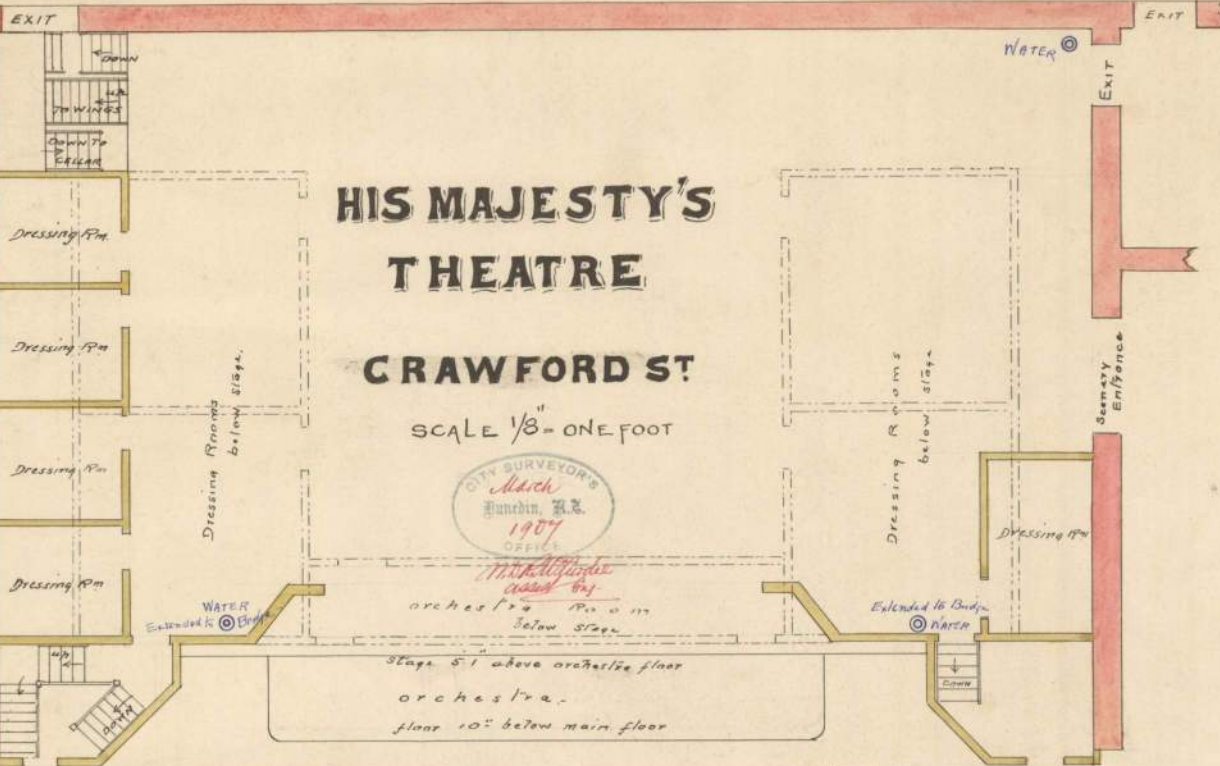 EXIT
EXIT
WATER
EXIT
DOWN
UP
TO WINGS
DOWN TO
CELLAR
HIS MAJESTY'S
THEATRE
CRAWFORD ST
SCALE 1/8" = ONE FOOT
CITY SURVEYOR'S
March
Dunedin, N.Z.
1907
OFFICE
Dressing Rm.
Dressing Rm
Dressing Rm
Dressing Rm
Dressing Rooms
below stage.
Dressing Rooms
below stage
Scenery
Entrance
Dressing Rm
WATER
Extended to Bridge
Extended to Bridge
WATER
orchestra Room
below stage
stage 5'1" above orchestra floor
orchestra.
floor 10" below main floor
UP
DOWN
DOWN